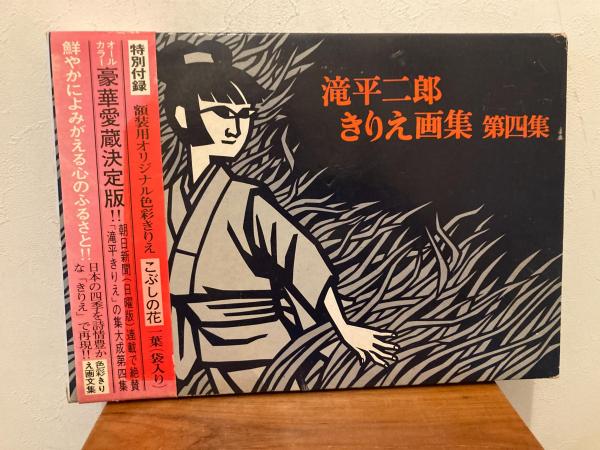 滝平二郎
きりえ画集 第四集
特別付録 額装用オリジナル色彩きりえ こぶしの花 一葉（袋入り）
オールカラー 豪華愛蔵決定版!! 朝日新聞（日曜版）連載で絶賛
「滝平きりえ」の集大成第四集
鮮やかによみがえる心のふるさと!! 日本の四季を詩情豊か
な「きりえ」で再現!!
色彩きり
え画文集